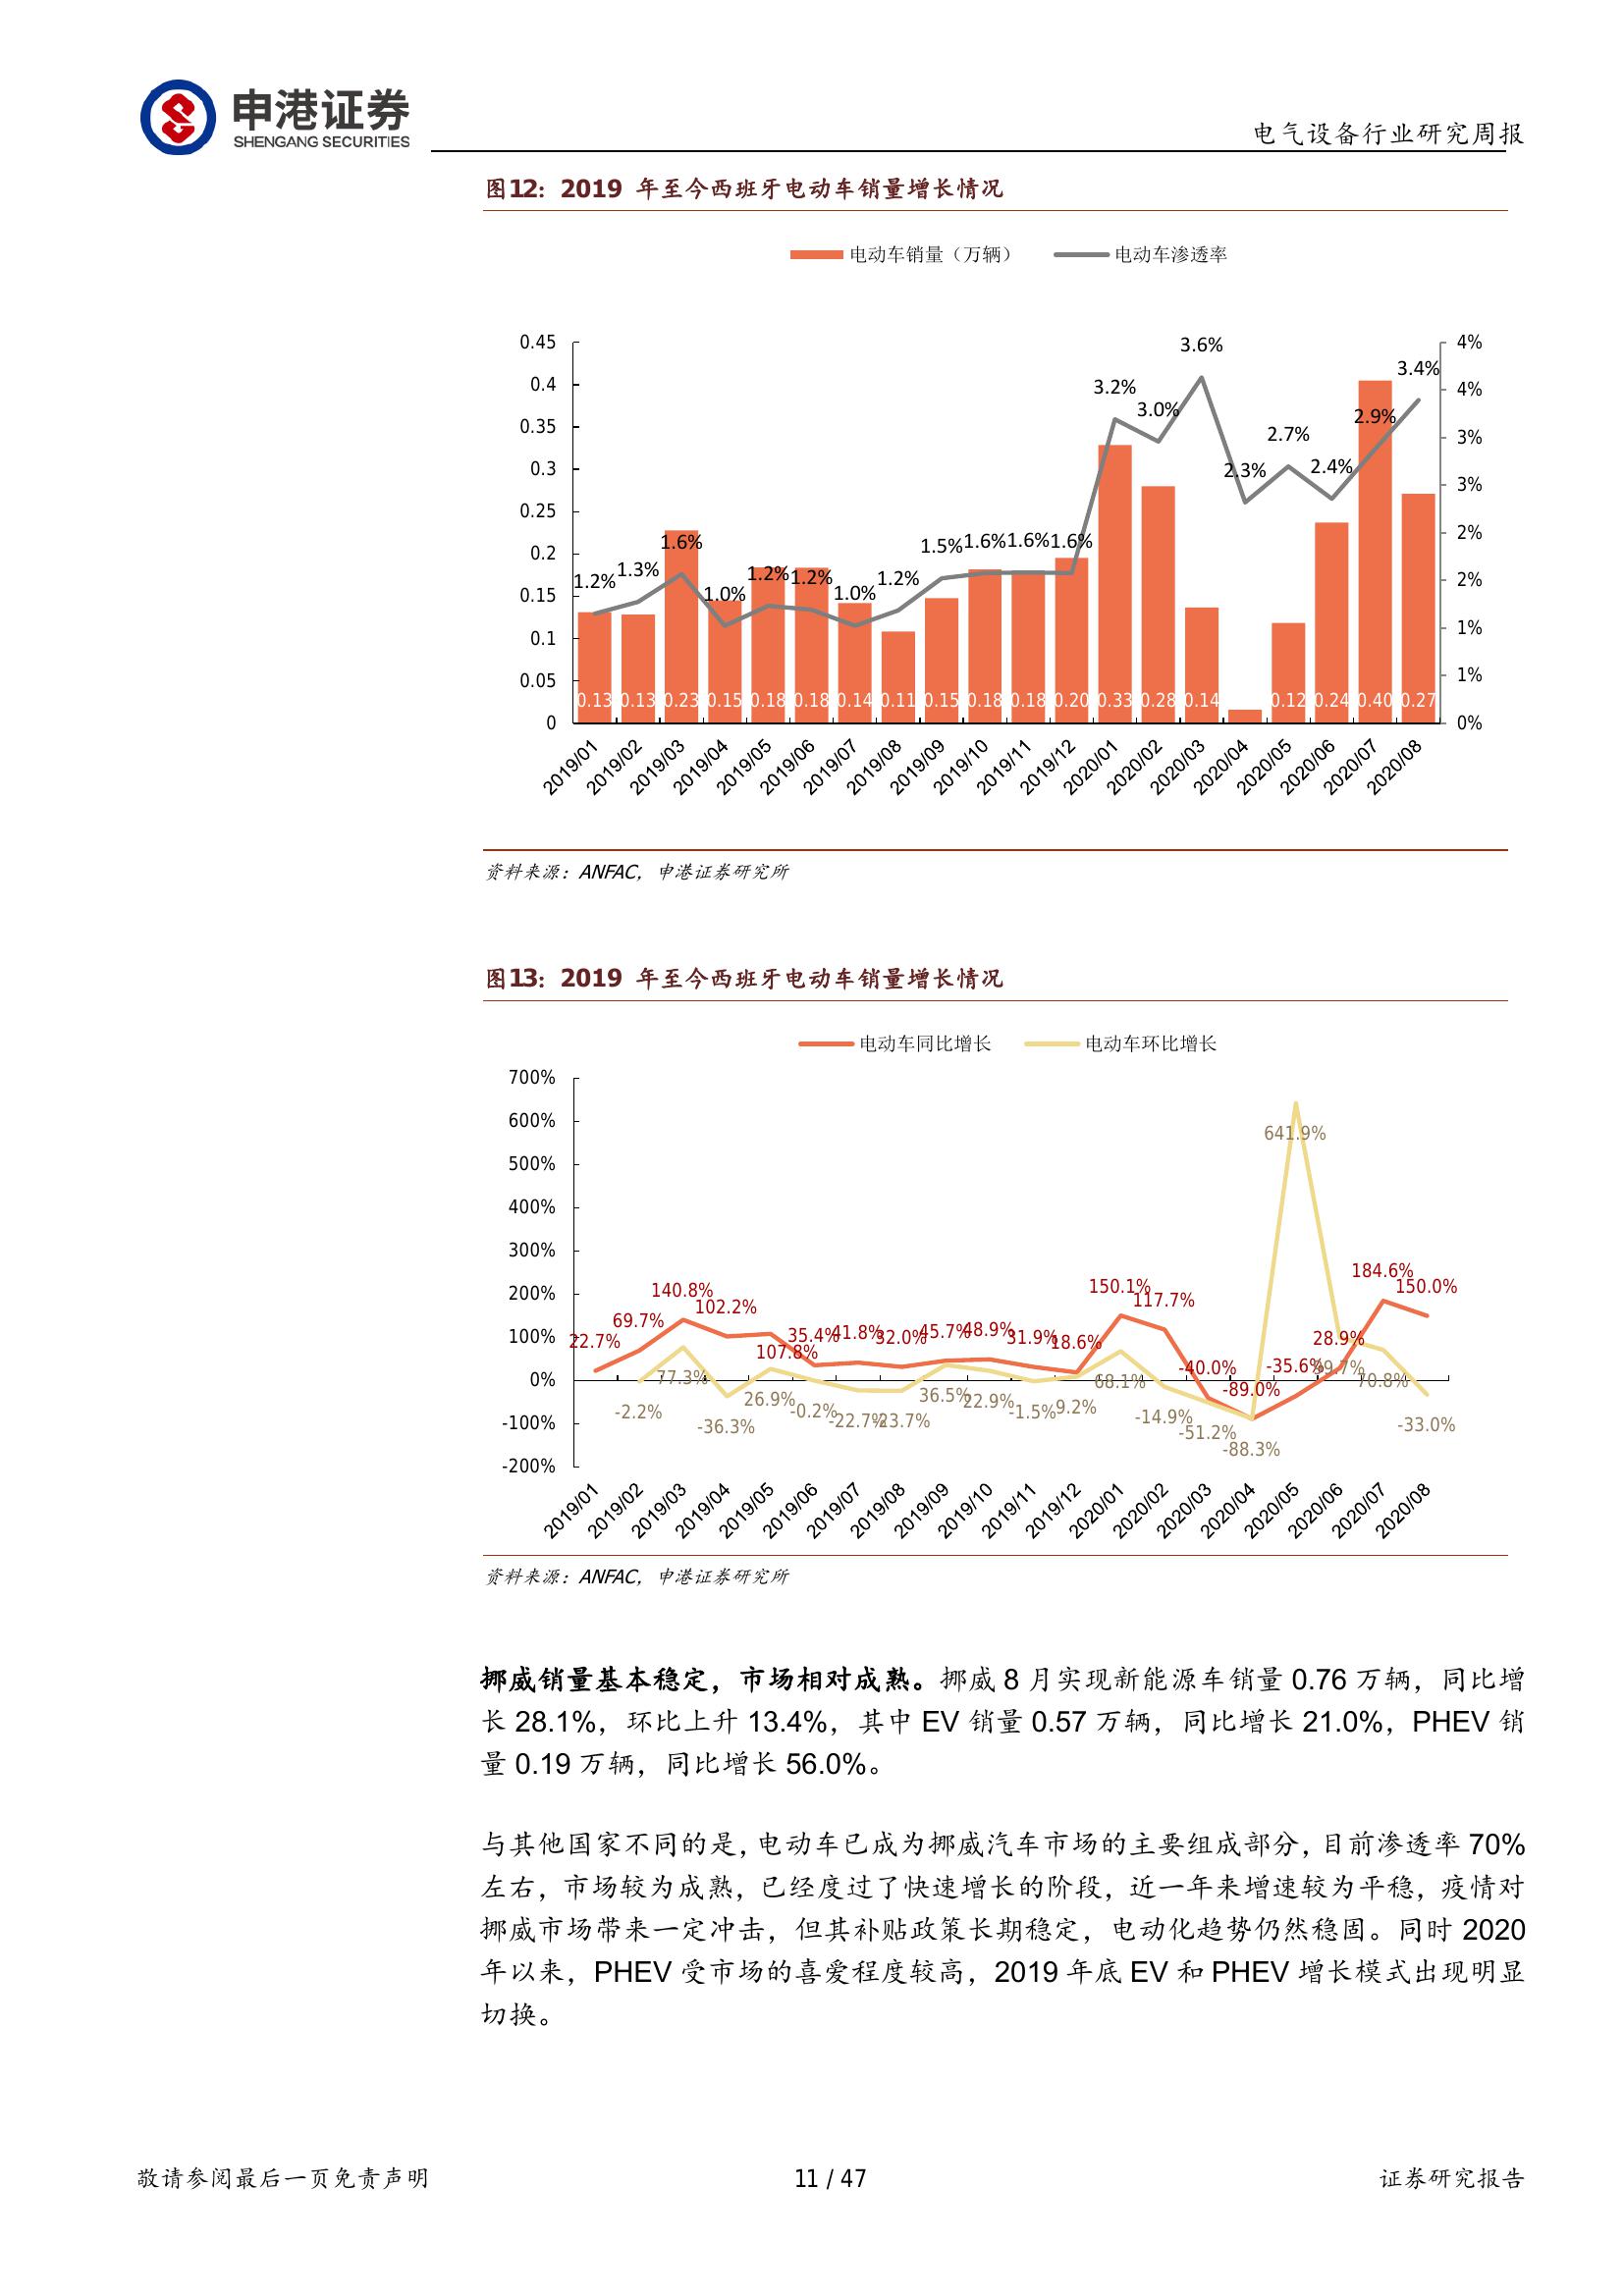 申港证券
SHENGANG SECURITIES
电气设备行业研究周报
图12：2019 年至今西班牙电动车销量增长情况
电动车销量（万辆） 电动车渗透率
0.45
0.4
0.35
0.3
0.25
0.2
0.15
0.1
0.05
0
4%
4%
3%
3%
2%
2%
1%
1%
0%
1.2% 1.3% 1.6% 1.0% 1.2% 1.2% 1.0% 1.2% 1.5% 1.6% 1.6% 1.6% 3.2% 3.0% 3.6% 2.3% 2.7% 2.4% 2.9% 3.4%
0.13 0.13 0.23 0.15 0.18 0.18 0.14 0.11 0.15 0.18 0.18 0.20 0.33 0.28 0.14 0.12 0.24 0.40 0.27
2019/01 2019/02 2019/03 2019/04 2019/05 2019/06 2019/07 2019/08 2019/09 2019/10 2019/11 2019/12 2020/01 2020/02 2020/03 2020/04 2020/05 2020/06 2020/07 2020/08
资料来源：ANFAC，申港证券研究所
图13：2019 年至今西班牙电动车销量增长情况
电动车同比增长 电动车环比增长
700%
600%
500%
400%
300%
200%
100%
0%
-100%
-200%
22.7% 69.7% 140.8% 102.2% 107.8% 35.4% 41.8% 32.0% 45.7% 48.9% 31.9% 18.6% 150.1% 117.7% -40.0% -89.0% -35.6% 28.9% 184.6% 150.0%
-2.2% 77.3% -36.3% 26.9% -0.2% -22.7% -23.7% 36.5% 22.9% -1.5% 9.2% 68.1% -14.9% -51.2% -88.3% 641.9% 70.8% -33.0%
2019/01 2019/02 2019/03 2019/04 2019/05 2019/06 2019/07 2019/08 2019/09 2019/10 2019/11 2019/12 2020/01 2020/02 2020/03 2020/04 2020/05 2020/06 2020/07 2020/08
资料来源：ANFAC，申港证券研究所
挪威销量基本稳定，市场相对成熟。挪威 8 月实现新能源车销量 0.76 万辆，同比增
长 28.1%，环比上升 13.4%，其中 EV 销量 0.57 万辆，同比增长 21.0%，PHEV 销
量 0.19 万辆，同比增长 56.0%。
与其他国家不同的是，电动车已成为挪威汽车市场的主要组成部分，目前渗透率 70%
左右，市场较为成熟，已经度过了快速增长的阶段，近一年来增速较为平稳，疫情对
挪威市场带来一定冲击，但其补贴政策长期稳定，电动化趋势仍然稳固。同时 2020
年以来，PHEV 受市场的喜爱程度较高，2019 年底 EV 和 PHEV 增长模式出现明显
切换。
敬请参阅最后一页免责声明
11 / 47
证券研究报告